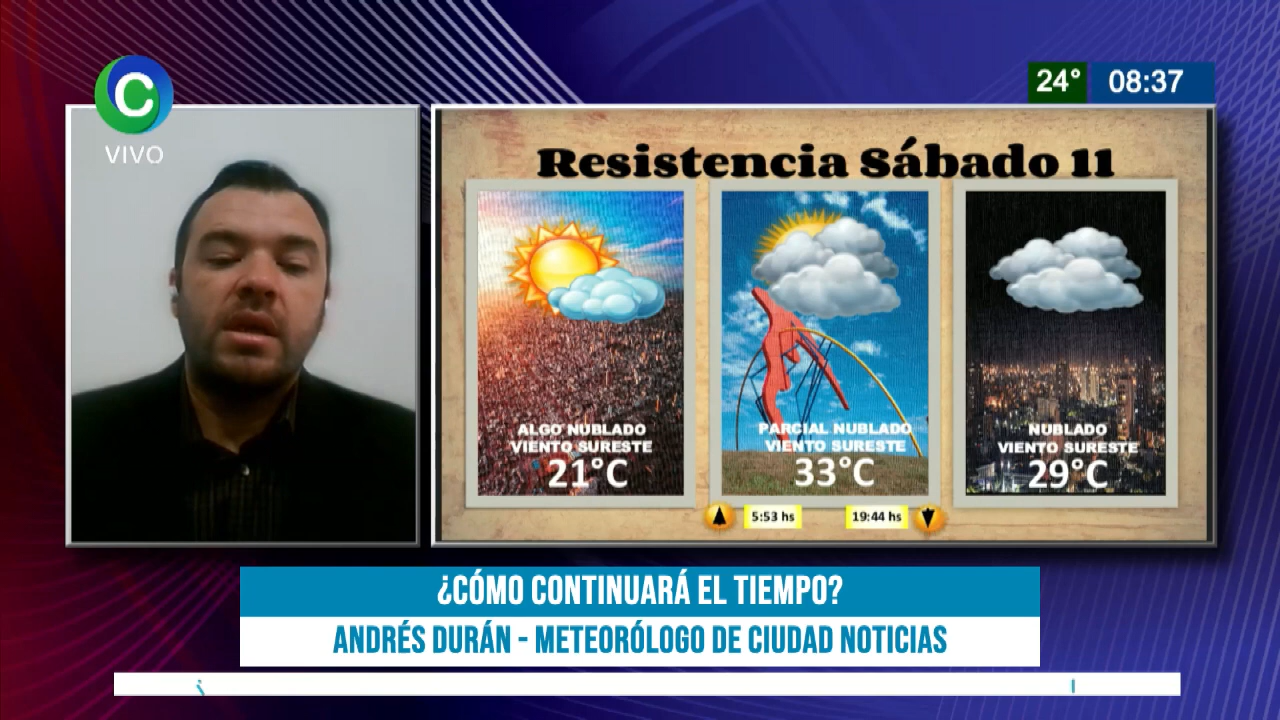 C
VIVO
24° 08:37
Resistencia Sábado 11
ALGO NUBLADO
VIENTO SURESTE
21°C
PARCIAL NUBLADO
VIENTO SURESTE
33°C
NUBLADO
VIENTO SURESTE
29°C
5:53 hs
19:44 hs
¿CÓMO CONTINUARÁ EL TIEMPO?
ANDRÉS DURÁN - METEORÓLOGO DE CIUDAD NOTICIAS